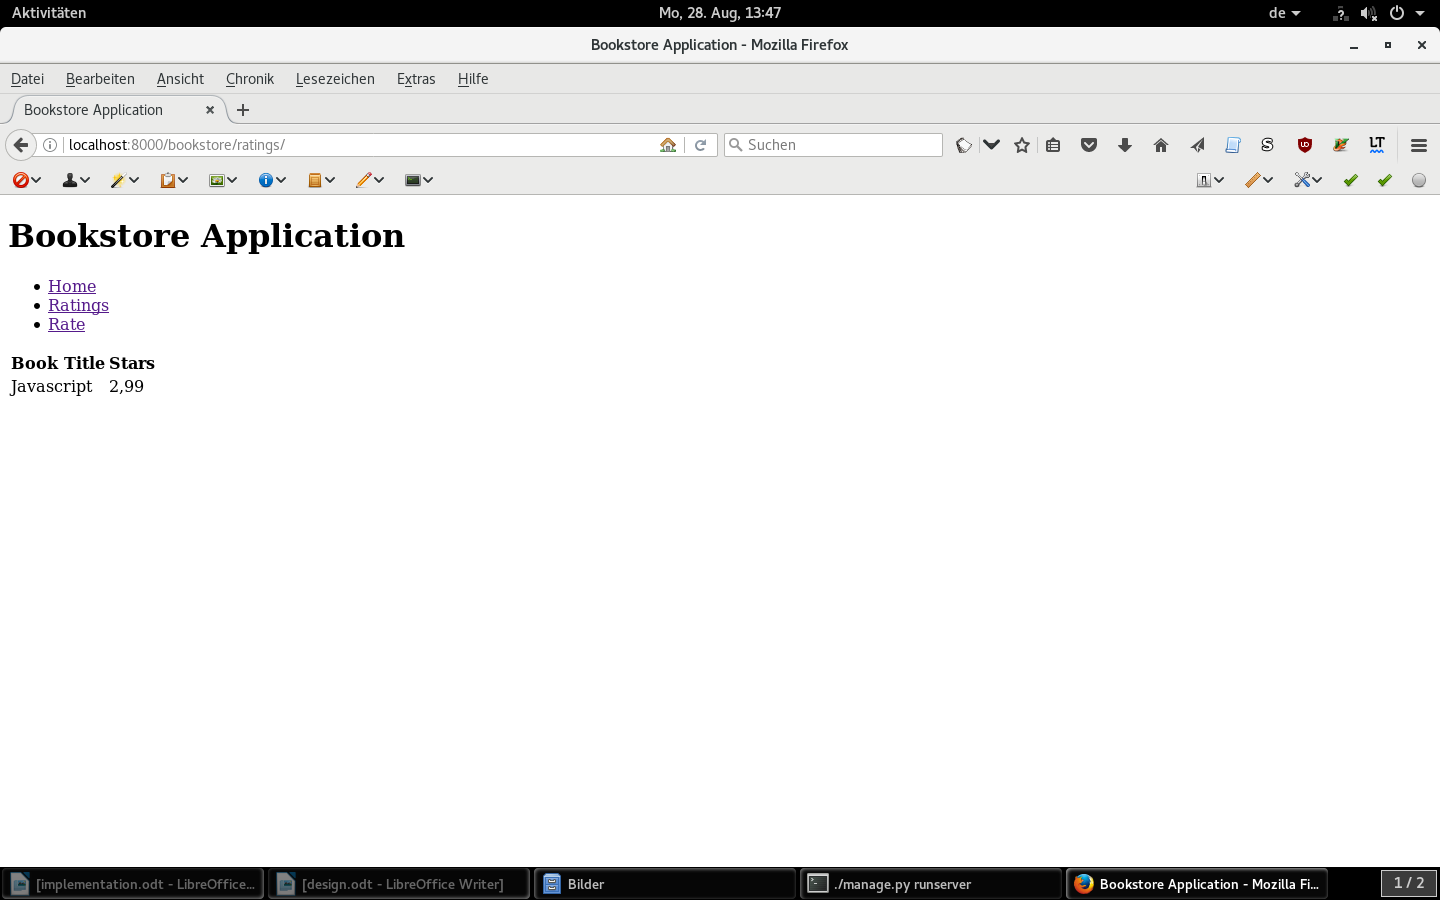 Aktivitäten Mo, 28. Aug, 13:47 de
Bookstore Application - Mozilla Firefox
Datei Bearbeiten Ansicht Chronik Lesezeichen Extras Hilfe
Bookstore Application
localhost:8000/bookstore/ratings/ Suchen S LT
Bookstore Application
Home
Ratings
Rate
Book Title Stars
Javascript 2,99
[implementation.odt - LibreOffice... [design.odt - LibreOffice Writer] Bilder ./manage.py runserver Bookstore Application - Mozilla Fi... 1 / 2